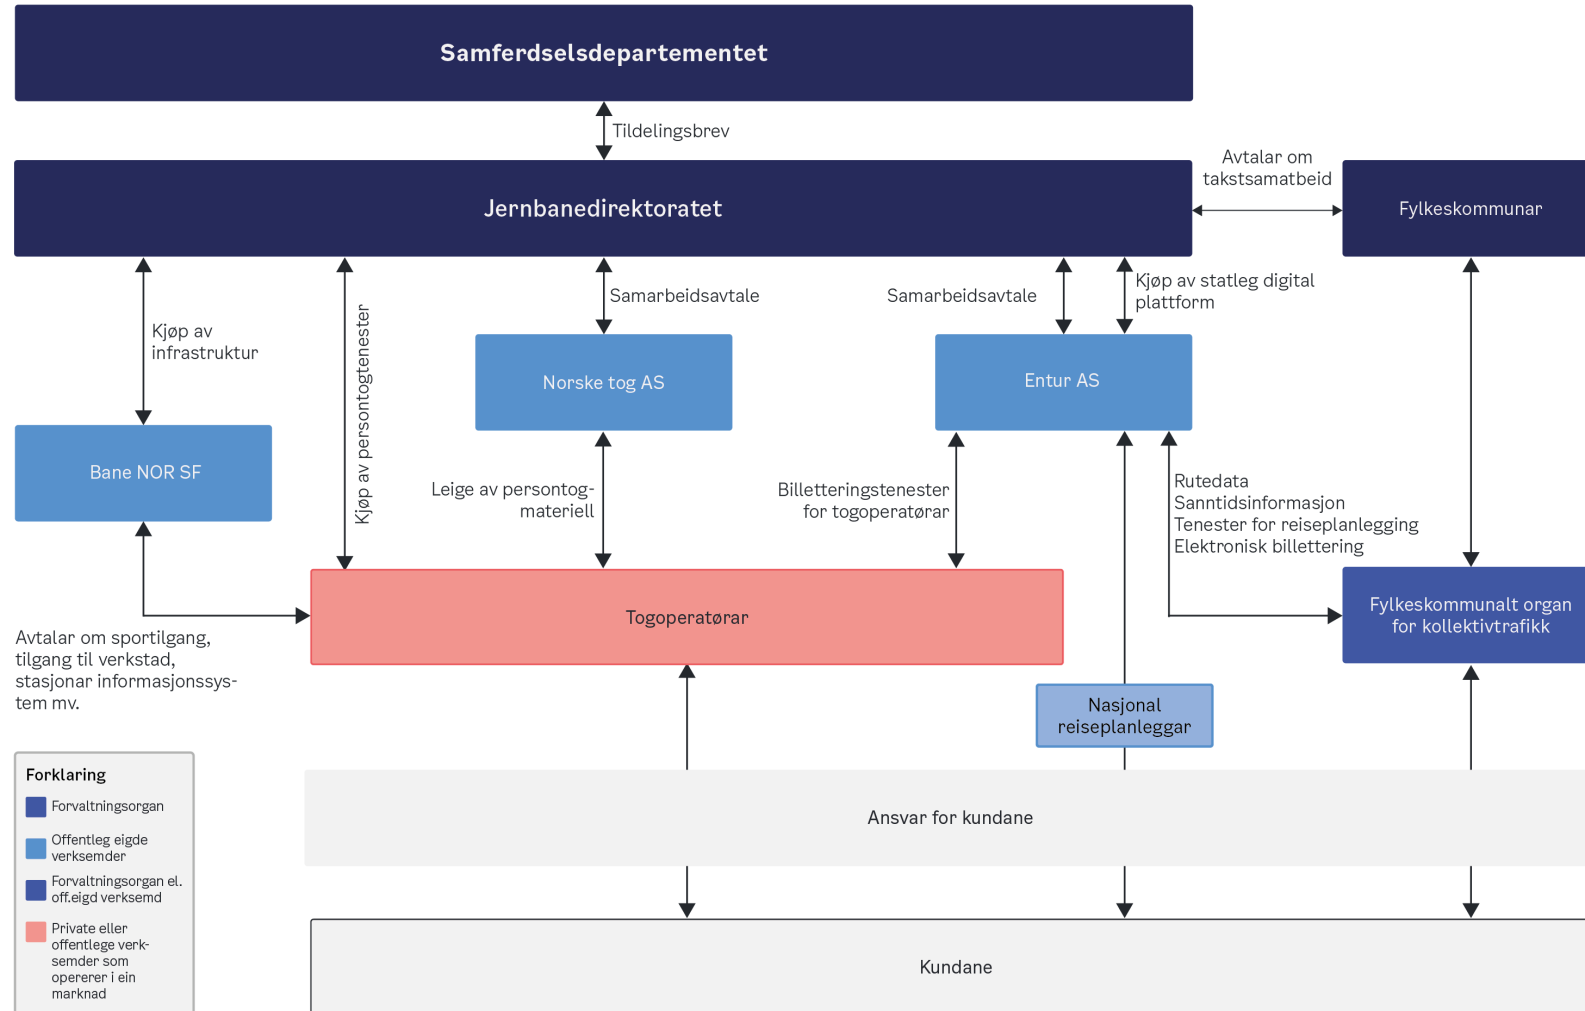 Samferdselsdepartementet
Tildelingsbrev
Avtalar om
takstsamatbeid
Jernbanedirektoratet
Fylkeskommunar
Kjøp av
infrastruktur
Kjøp av persontogtenester
Samarbeidsavtale
Samarbeidsavtale
Kjøp av statleg digital
plattform
Norske tog AS
Entur AS
Bane NOR SF
Leige av persontog-
materiell
Billetteringstenester
for togoperatørar
Rutedata
Sanntidsinformasjon
Tenester for reiseplanlegging
Elektronisk billettering
Togoperatørar
Fylkeskommunalt organ
for kollektivtrafikk
Avtalar om sportilgang,
tilgang til verkstad,
stasjonar informasjonssys-
tem mv.
Nasjonal
reiseplanleggar
Forklaring
Forvaltningsorgan
Offentleg eigde
verksemder
Forvaltningsorgan el.
off.eigd verksemd
Private eller
offentlege verk-
semder som
opererer i ein
marknad
Ansvar for kundane
Kundane